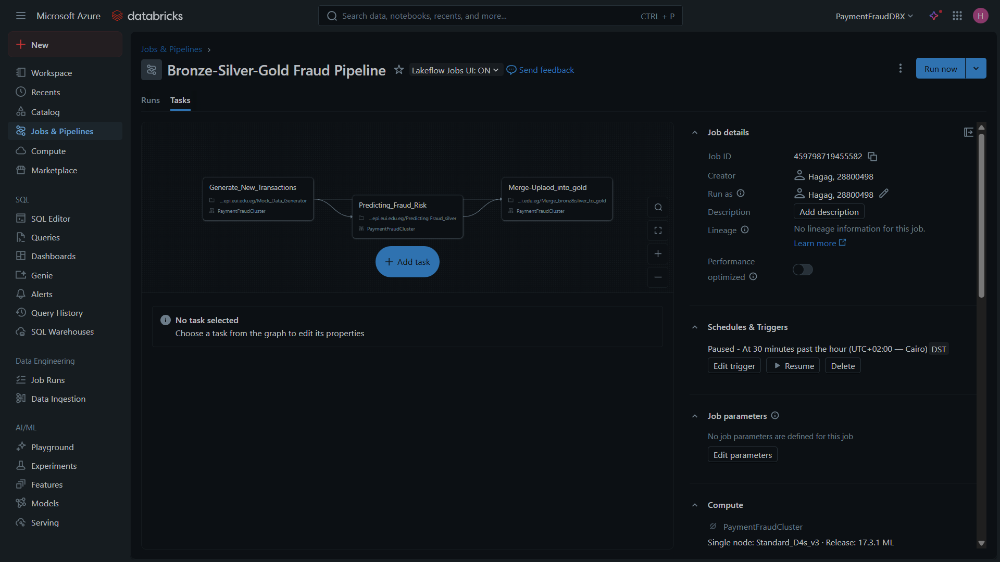 Microsoft Azure
databricks
Search data, notebooks, recents, and more...
CTRL + P
PaymentFraudDBX
H
New
Workspace
Recents
Catalog
Jobs & Pipelines
Compute
Marketplace
SQL
SQL Editor
Queries
Dashboards
Genie
Alerts
Query History
SQL Warehouses
Data Engineering
Job Runs
Data Ingestion
AI/ML
Playground
Experiments
Features
Models
Serving
Jobs & Pipelines
Bronze-Silver-Gold Fraud Pipeline
Lakeflow Jobs UI: ON
Send feedback
Run now
Runs
Tasks
Generate_New_Transactions
...epi.eui.edu.eg/Mock_Data_Generator
PaymentFraudCluster
Predicting_Fraud_Risk
...epi.eui.edu.eg/Predicting Fraud_silver
PaymentFraudCluster
Merge-Uplaod_into_gold
...i.edu.eg/Merge_bronz&sliver_to_gold
PaymentFraudCluster
Add task
No task selected
Choose a task from the graph to edit its properties
Job details
Job ID
459798719455582
Creator
Hagag, 28800498
Run as
Hagag, 28800498
Description
Add description
Lineage
No lineage information for this job.
Learn more
Performance
optimized
Schedules & Triggers
Paused - At 30 minutes past the hour (UTC+02:00 — Cairo) DST
Edit trigger
Resume
Delete
Job parameters
No job parameters are defined for this job
Edit parameters
Compute
PaymentFraudCluster
Single node: Standard_D4s_v3 · Release: 17.3.1 ML